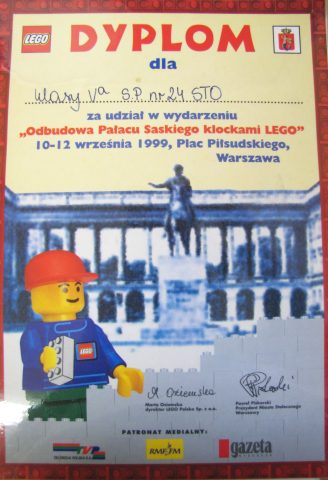 LEGO
DYPLOM
dla
klasy Vª S.P. nr 24 STO
za udział w wydarzeniu
„Odbudowa Pałacu Saskiego klockami LEGO"
10-12 września 1999, Plac Piłsudskiego,
Warszawa
LEGO
Marta Osiemska
dyrektor LEGO Polska Sp. z o.o.
Paweł Piskorski
Prezydent Miasta Stołecznego
Warszawy
PATRONAT MEDIALNY:
TVP
RMF FM
gazeta